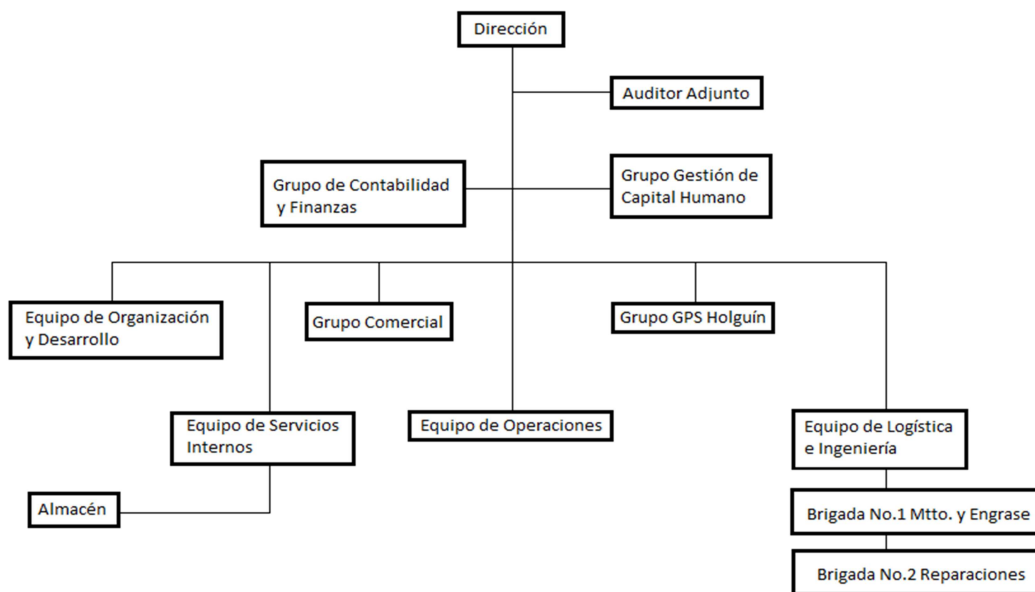 Dirección
Auditor Adjunto
Grupo de Contabilidad
y Finanzas
Grupo Gestión de
Capital Humano
Equipo de Organización
y Desarrollo
Grupo Comercial
Grupo GPS Holguín
Equipo de Servicios
Internos
Equipo de Operaciones
Equipo de Logística
e Ingeniería
Almacén
Brigada No.1 Mtto. y Engrase
Brigada No.2 Reparaciones